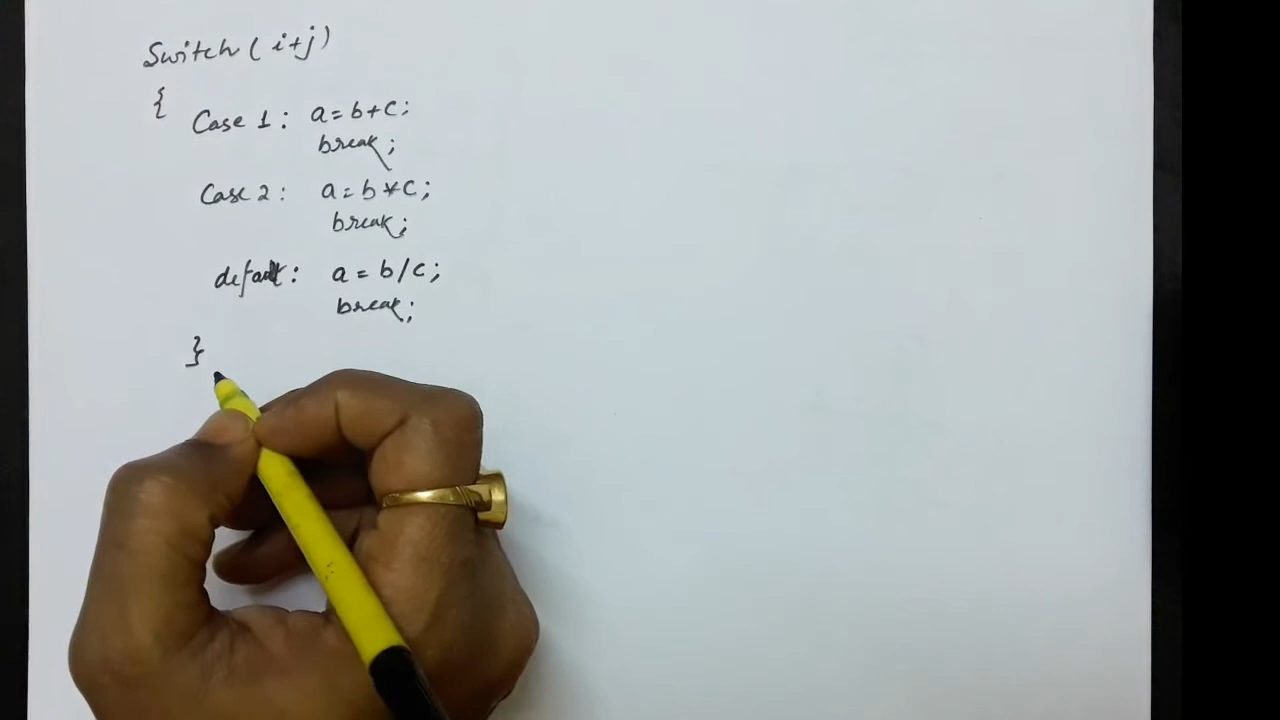 Switch ( i+j )
{
Case 1 : a = b + c ;
break ;
Case 2 : a = b * c ;
break ;
default : a = b / c ;
break ;
}